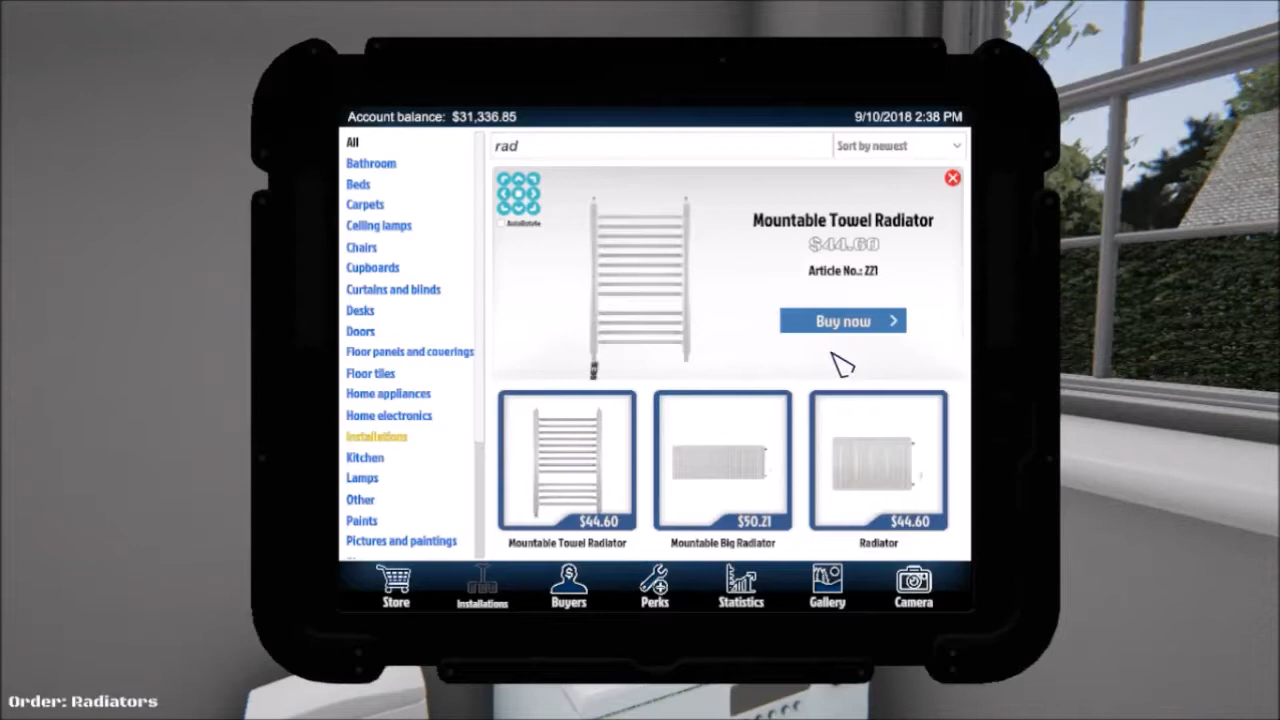 Account balance: $31,336.85
9/10/2018 2:38 PM
All
Bathroom
Beds
Carpets
Ceiling lamps
Chairs
Cupboards
Curtains and blinds
Desks
Doors
Floor panels and coverings
Floor tiles
Home appliances
Home electronics
Installations
Kitchen
Lamps
Other
Paints
Pictures and paintings
rad
Sort by newest
AutoRotate
Mountable Towel Radiator
$44.60
Article No.: 221
Buy now
$44.60
Mountable Towel Radiator
$50.21
Mountable Big Radiator
$44.60
Radiator
Store
Installations
Buyers
Perks
Statistics
Gallery
Camera
Order: Radiators